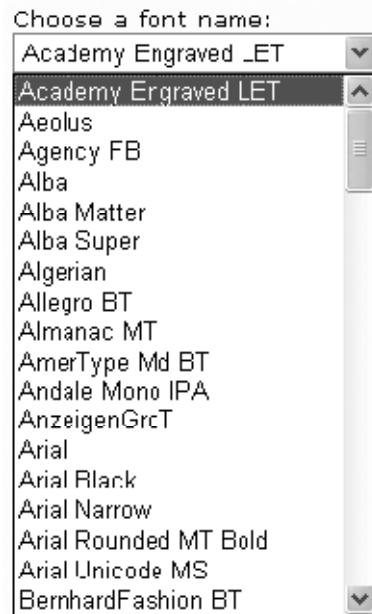 Choose a font name:
Academy Engraved LET
Academy Engraved LET
Aeolus
Agency FB
Alba
Alba Matter
Alba Super
Algerian
Allegro BT
Almanac MT
AmerType Md BT
Andale Mono IPA
AnzeigenGrcT
Arial
Arial Black
Arial Narrow
Arial Rounded MT Bold
Arial Unicode MS
BernhardFashion BT